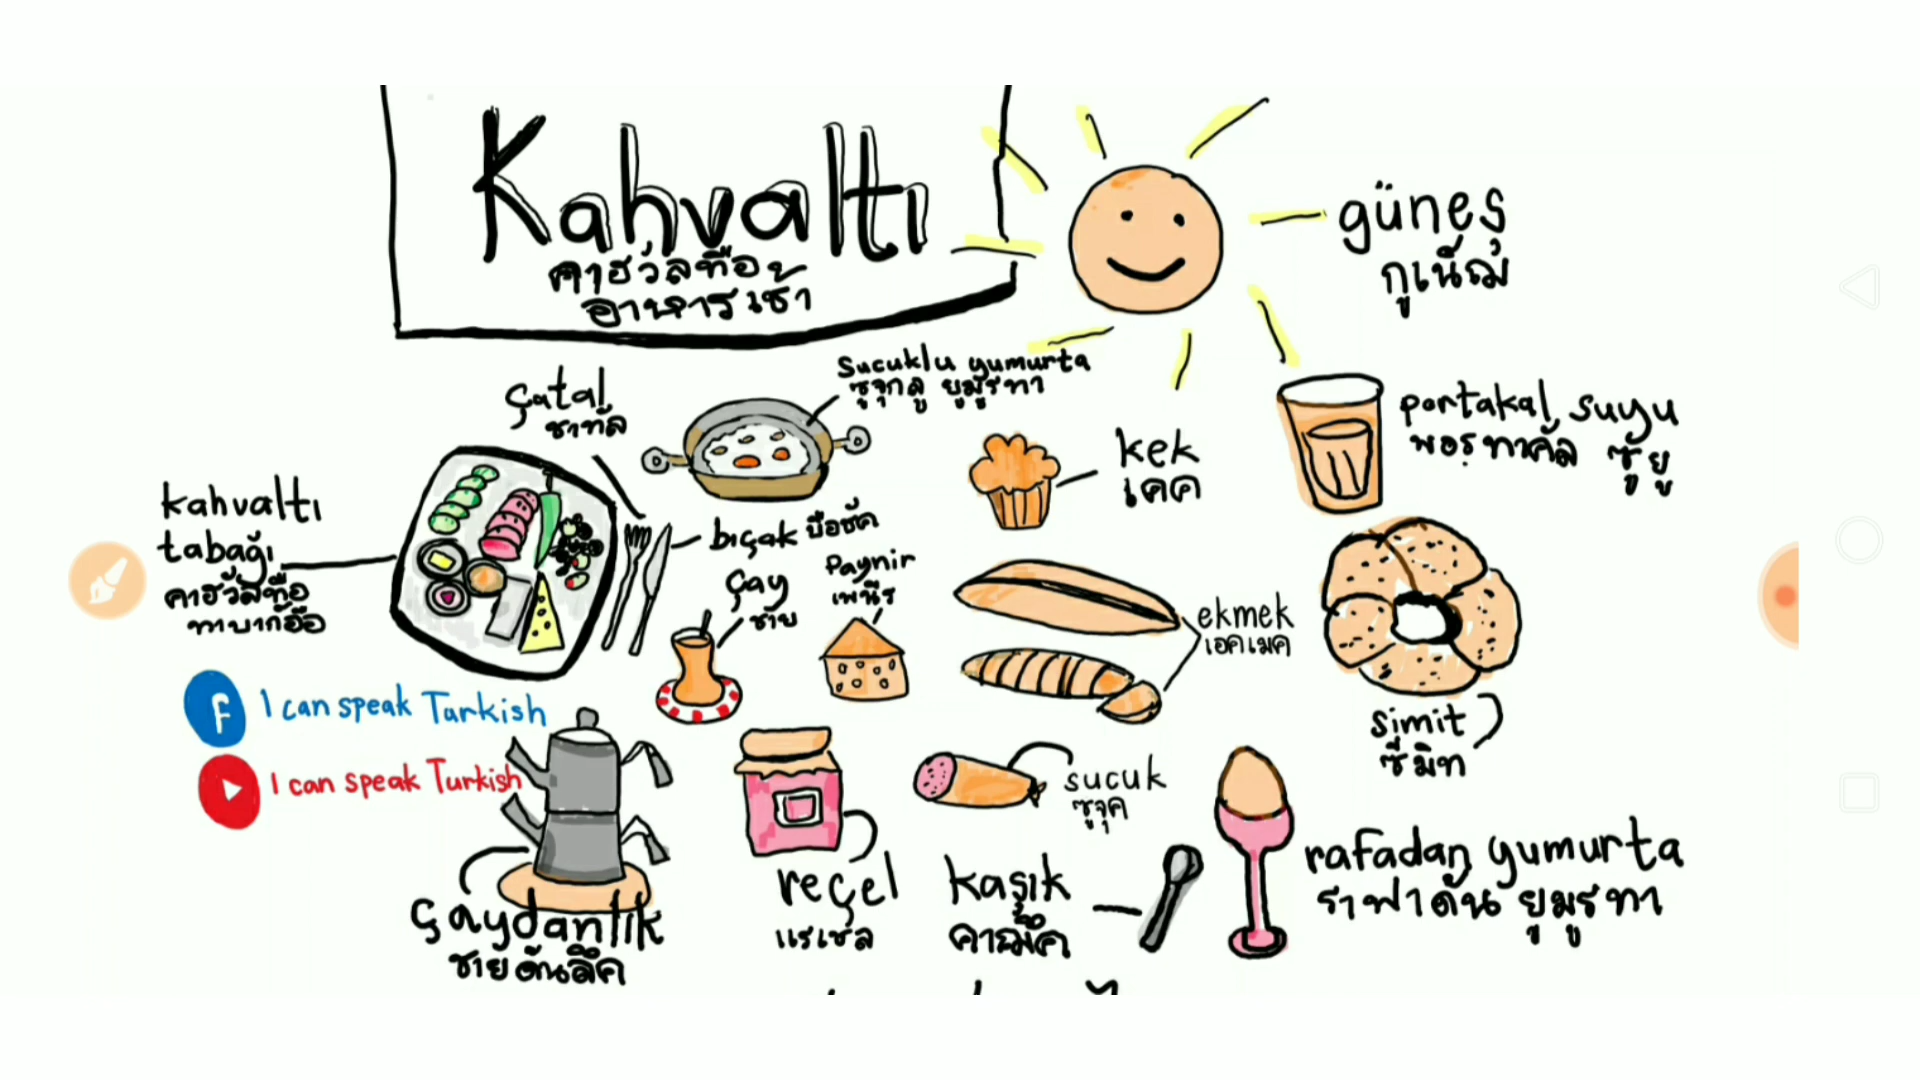 Kahvaltı
คาฮวัลทือ
อาหารเช้า
güneş
กูเน็ฌ
Sucuklu yumurta
ซูจุกลู ยูมูรทา
çatal
ชาทัล
portakal suyu
พอรฺทาคัล ซูยู
kek
เคค
kahvaltı
tabağı
คาฮวัลทือ
ทาบากือือ
bıçak บือชัค
Paynir
เพนีร
çay
ชาย
ekmek
เอคเมค
f I can speak Turkish
I can speak Turkish
simit
ซีมิท
sucuk
ซูจุค
çaydanlık
ชายดันลึค
reçel
แรเชล
kaşık
คาฌึค
rafadan yumurta
ราฟาดัน ยูมูรทา